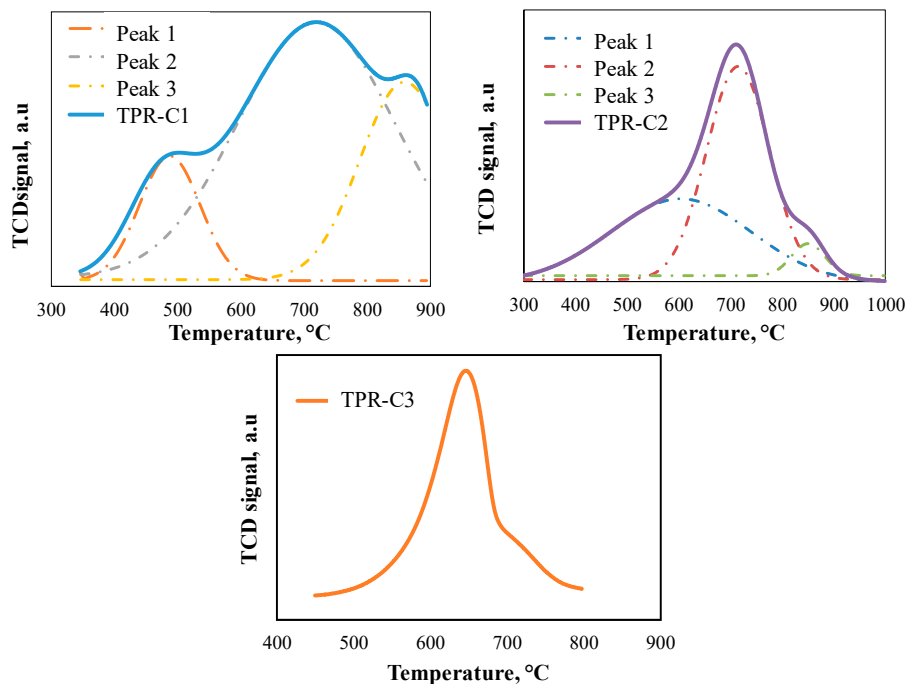 TCDsignal, a.u
Peak 1
Peak 2
Peak 3
TPR-C1
300 400 500 600 700 800 900
Temperature, °C
TCD signal, a.u
Peak 1
Peak 2
Peak 3
TPR-C2
300 400 500 600 700 800 900 1000
Temperature, °C
TCD signal, a.u
TPR-C3
400 500 600 700 800 900
Temperature, °C